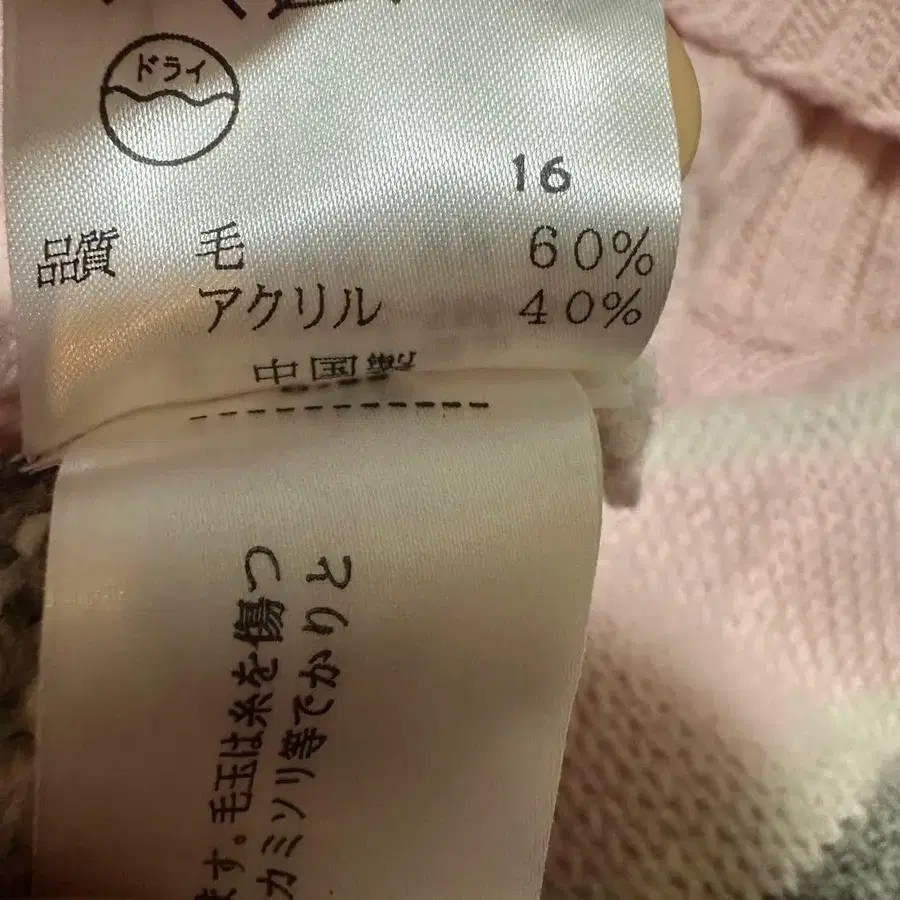 ドライ
16
品質 毛 60%
アクリル 40%
中国製
ます。毛玉は糸を傷つ
カミソリ等でかりと